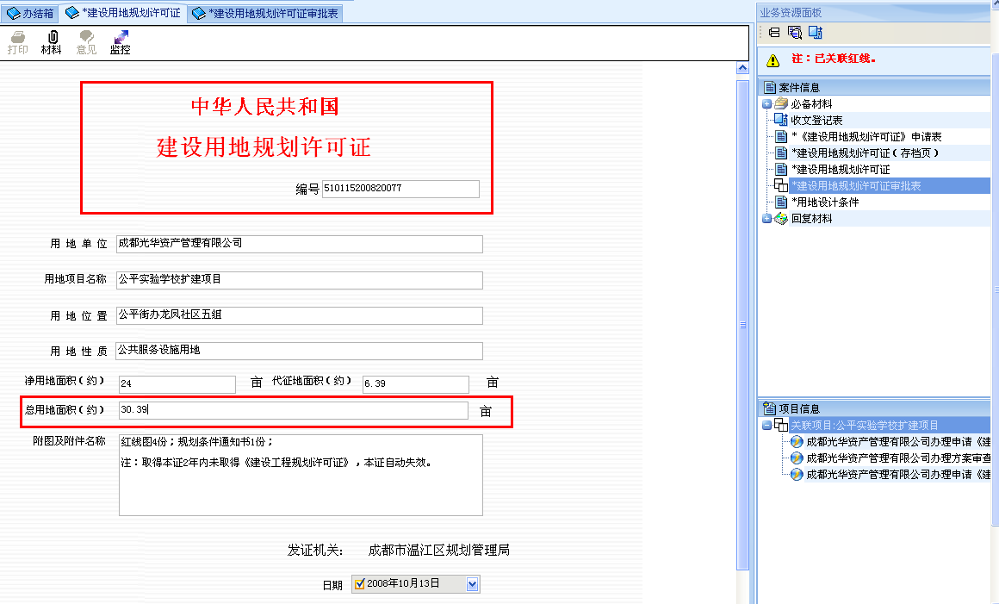 办结箱 *建设用地规划许可证 *建设用地规划许可证审批表
打印 材料 意见 监控
中华人民共和国
建设用地规划许可证
编号 510115200820077
用地单位 成都光华资产管理有限公司
用地项目名称 公平实验学校扩建项目
用地位置 公平街办龙凤社区五组
用地性质 公共服务设施用地
净用地面积(约) 24 亩 代征地面积(约) 6.39 亩
总用地面积(约) 30.39 亩
附图及附件名称 红线图4份；规划条件通知书1份；
注：取得本证2年内未取得《建设工程规划许可证》，本证自动失效。
发证机关: 成都市温江区规划管理局
日期 2008年10月13日
业务资源面板
注：已关联红线。
案件信息
必备材料
收文登记表
*《建设用地规划许可证》申请表
*建设用地规划许可证(存档页)
*建设用地规划许可证
*建设用地规划许可证审批表
*用地设计条件
回复材料
项目信息
关联项目:公平实验学校扩建项目
成都光华资产管理有限公司办理申请《建
成都光华资产管理有限公司办理方案审查
成都光华资产管理有限公司办理申请《建